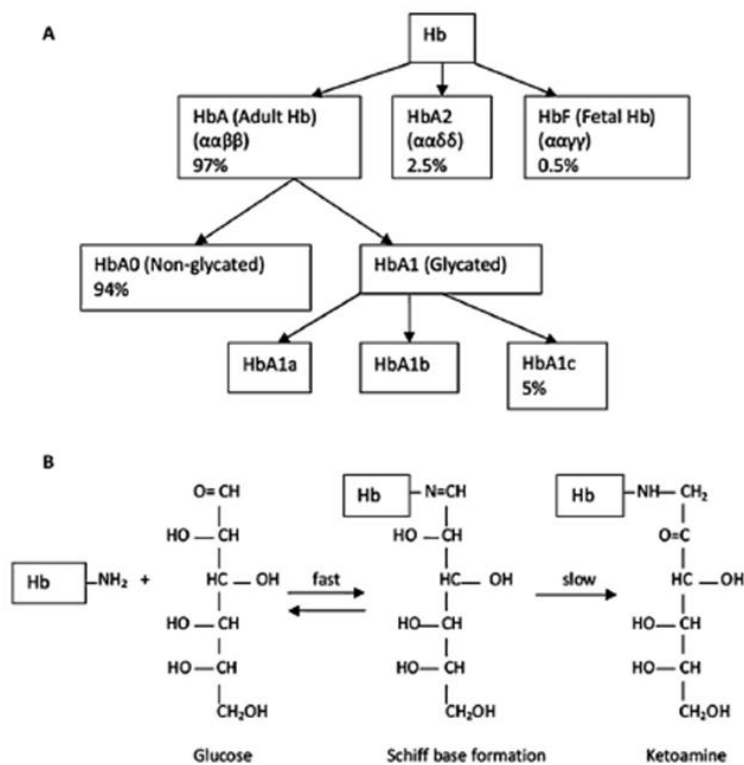 A
Hb
HbA (Adult Hb)
(ααββ)
97%
HbA2
(ααδδ)
2.5%
HbF (Fetal Hb)
(ααγγ)
0.5%
HbA0 (Non-glycated)
94%
HbA1 (Glycated)
HbA1a
HbA1b
HbA1c
5%
B
Hb
NH₂ +
O=CH
HO—CH
HC—OH
HO—CH
HO—CH
CH₂OH
Glucose
fast
Hb
N=CH
HO—CH
HC—OH
HO—CH
HO—CH
CH₂OH
Schiff base formation
slow
Hb
NH—CH₂
O=C
HC—OH
HO—CH
HO—CH
CH₂OH
Ketoamine